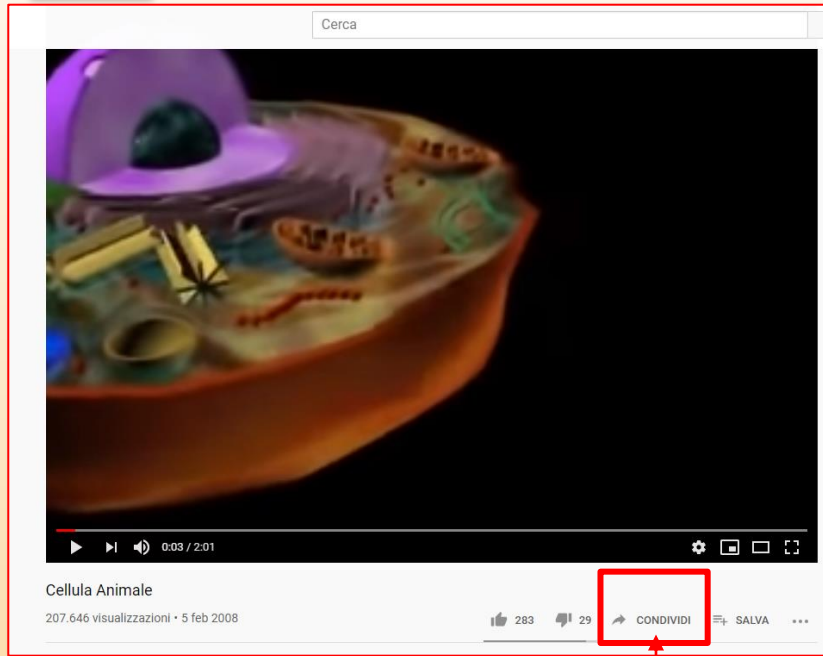 Cerca
0:03 / 2:01
Cellula Animale
207.646 visualizzazioni • 5 feb 2008
283 29 CONDIVIDI SALVA